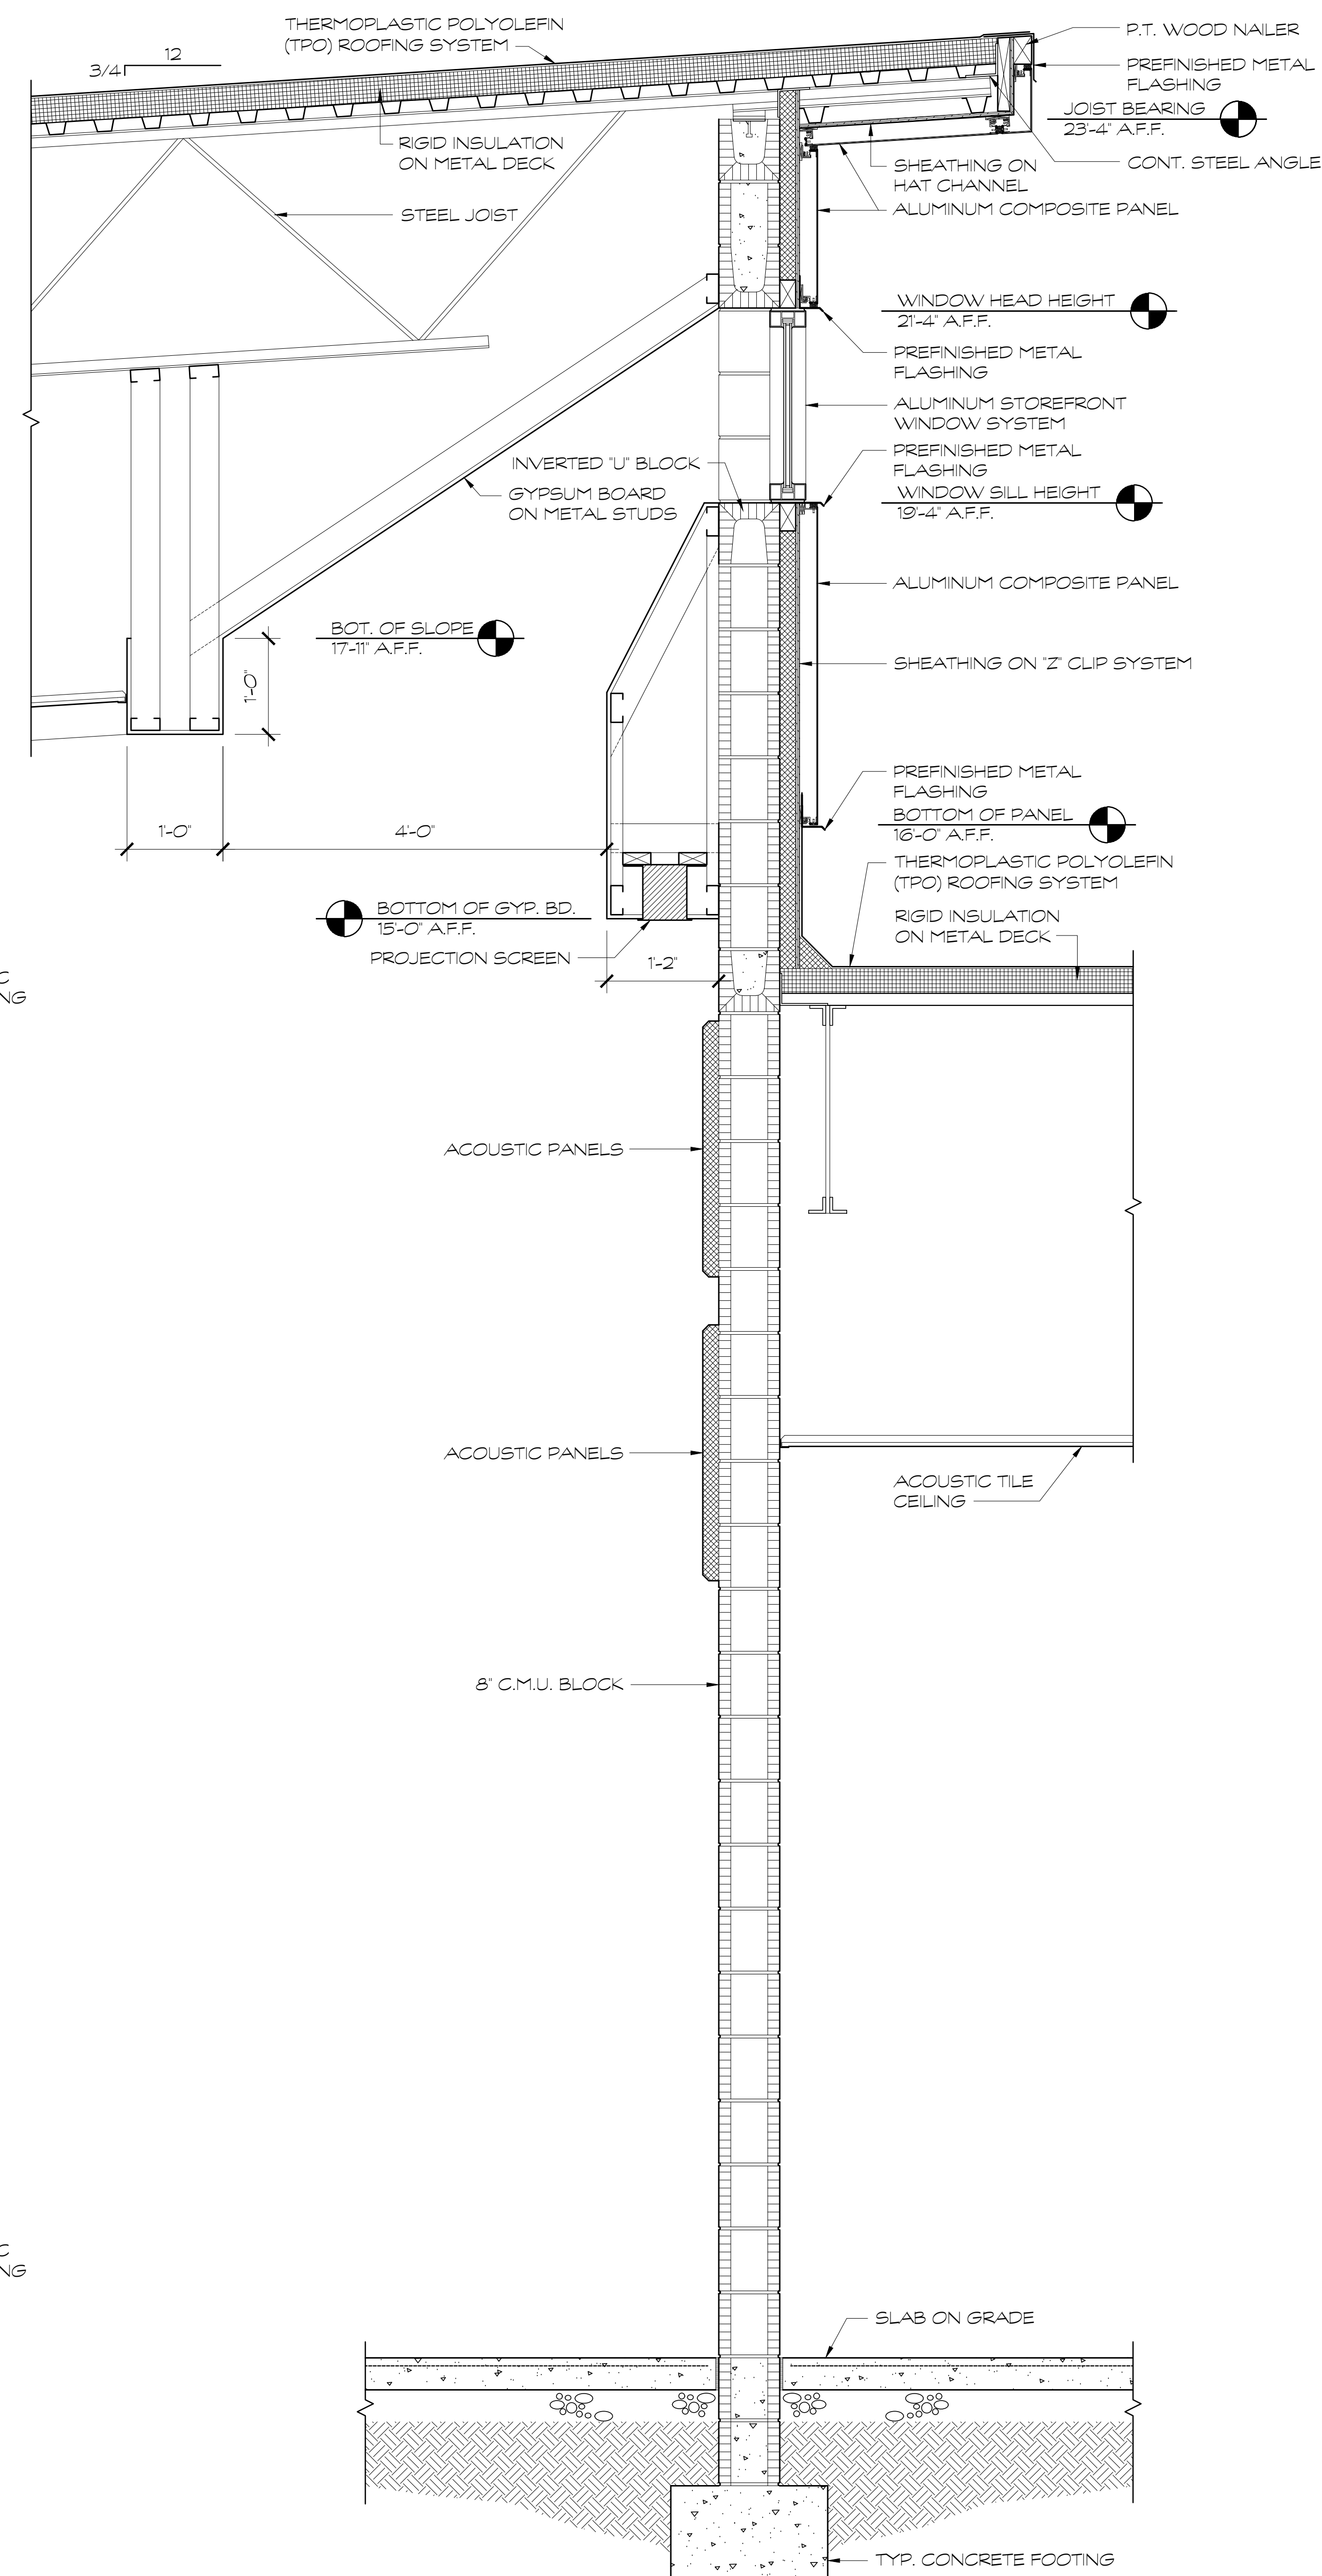 THERMOPLASTIC POLYOLEFIN
(TPO) ROOFING SYSTEM
12
3/4
P.T. WOOD NAILER
PREFINISHED METAL
FLASHING
JOIST BEARING
23'-4" A.F.F.
CONT. STEEL ANGLE
RIGID INSULATION
ON METAL DECK
SHEATHING ON
HAT CHANNEL
STEEL JOIST
ALUMINUM COMPOSITE PANEL
WINDOW HEAD HEIGHT
21'-4" A.F.F.
PREFINISHED METAL
FLASHING
ALUMINUM STOREFRONT
WINDOW SYSTEM
PREFINISHED METAL
FLASHING
INVERTED "U" BLOCK
GYPSUM BOARD
ON METAL STUDS
WINDOW SILL HEIGHT
19'-4" A.F.F.
ALUMINUM COMPOSITE PANEL
BOT. OF SLOPE
17'-11" A.F.F.
1'-0"
SHEATHING ON "Z" CLIP SYSTEM
PREFINISHED METAL
FLASHING
BOTTOM OF PANEL
16'-0" A.F.F.
1'-0"
4'-0"
THERMOPLASTIC POLYOLEFIN
(TPO) ROOFING SYSTEM
BOTTOM OF GYP. BD.
15'-0" A.F.F.
RIGID INSULATION
ON METAL DECK
PROJECTION SCREEN
1'-2"
C
NG
ACOUSTIC PANELS
ACOUSTIC PANELS
ACOUSTIC TILE
CEILING
8" C.M.U. BLOCK
C
NG
SLAB ON GRADE
TYP. CONCRETE FOOTING